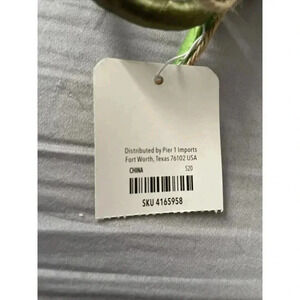 Distributed by Pier 1 Imports
Fort Worth, Texas 76102 USA
CHINA 520
SKU 4165958